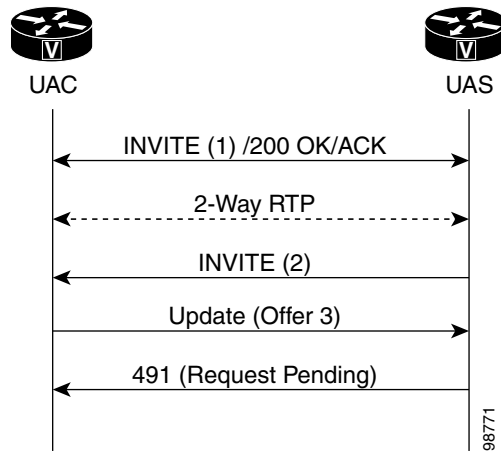 V
V
UAC
UAS
INVITE (1) /200 OK/ACK
2-Way RTP
INVITE (2)
Update (Offer 3)
491 (Request Pending)
98771